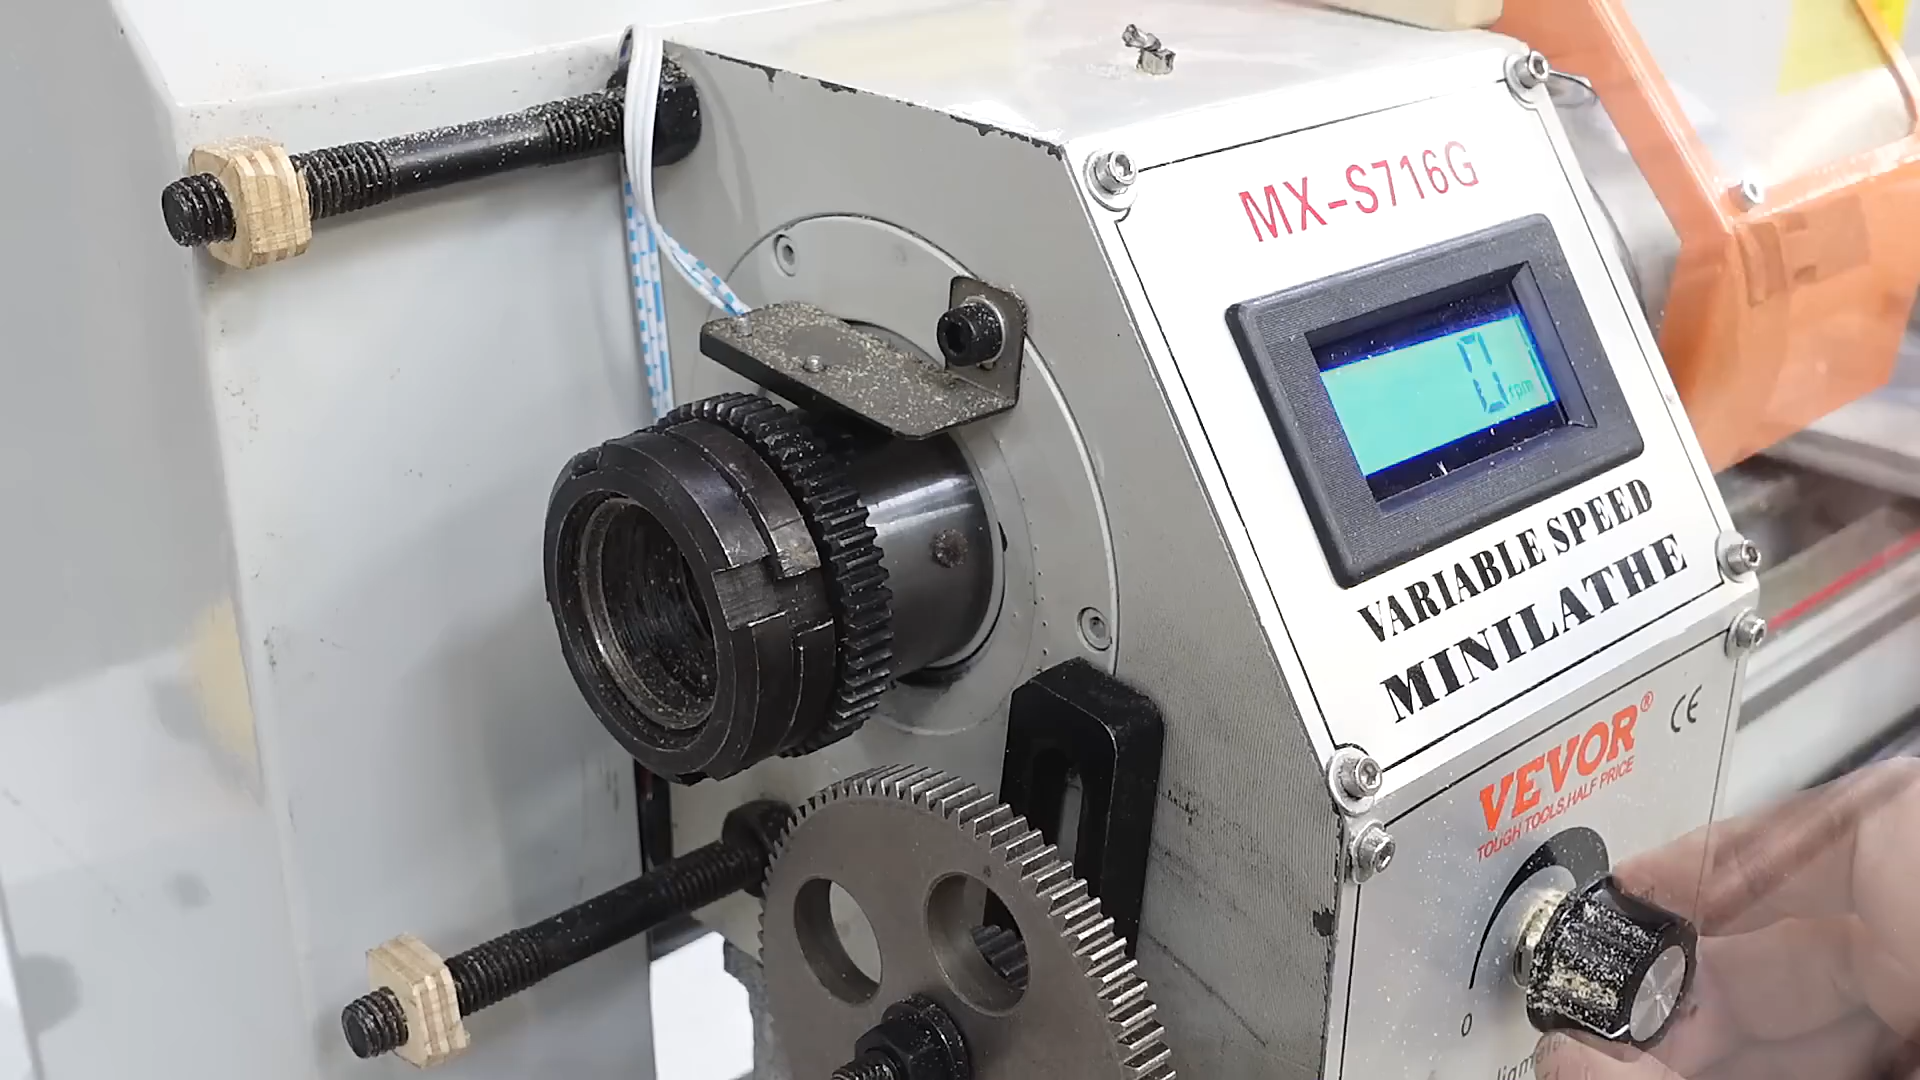 MX-S716G
0 rpm
VARIABLE SPEED
MINILATHE
VEVOR®
CE
TOUGH TOOLS, HALF PRICE
0